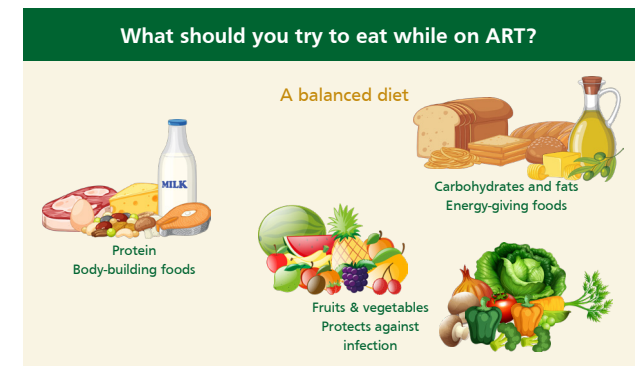 What should you try to eat while on ART?
A balanced diet
MILK
Protein
Body-building foods
Carbohydrates and fats
Energy-giving foods
Fruits & vegetables
Protects against
infection